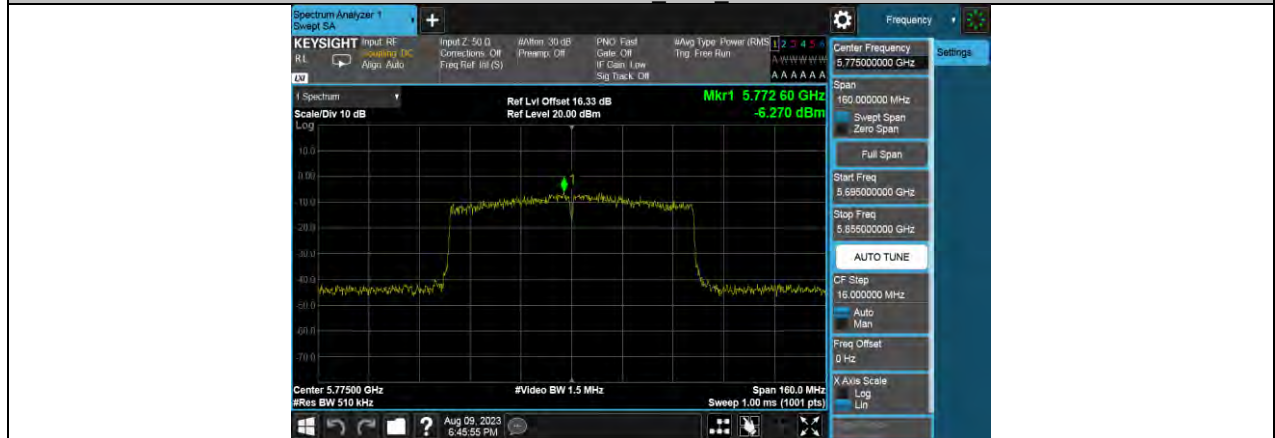 Spectrum Analyzer 1
Swept SA
+
Frequency
KEYSIGHT
RL
LXI
Input: RF
Coupling: DC
Align: Auto
Input Z: 50 Ω
Corrections: Off
Freq Ref: Int (S)
#Atten: 30 dB
Preamp: Off
PNO: Fast
Gate: Off
IF Gain: Low
Sig Track: Off
#Avg Type: Power (RMS
Trig: Free Run
1 2 3 4 5 6
A W W W W W
A A A A A A
Center Frequency
5.775000000 GHz
Settings
Span
160.000000 MHz
Swept Span
Zero Span
Full Span
Start Freq
5.695000000 GHz
Stop Freq
5.855000000 GHz
AUTO TUNE
CF Step
16.000000 MHz
Auto
Man
Freq Offset
0 Hz
X Axis Scale
Log
Lin
1 Spectrum
Scale/Div 10 dB
Log
Ref Lvl Offset 16.33 dB
Ref Level 20.00 dBm
Mkr1 5.772 60 GHz
-6.270 dBm
10.0
0.00
-10.0
-20.0
-30.0
-40.0
-50.0
-60.0
-70.0
1
Center 5.77500 GHz
#Res BW 510 kHz
#Video BW 1.5 MHz
Span 160.0 MHz
Sweep 1.00 ms (1001 pts)
?
Aug 09, 2023
6:45:55 PM